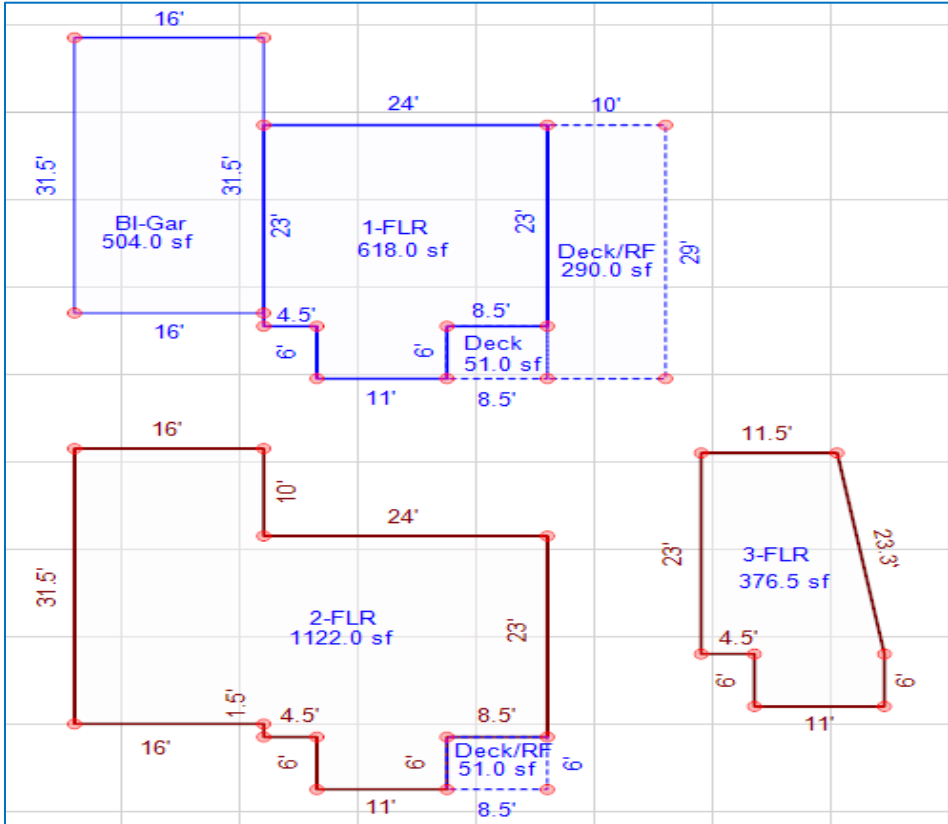 16'
24'
10'
31.5'
31.5'
BI-Gar
504.0 sf
23'
1-FLR
618.0 sf
23'
Deck/RF
290.0 sf
29'
16'
4.5'
8.5'
6'
6'
Deck
51.0 sf
11'
8.5'
16'
11.5'
10'
24'
31.5'
2-FLR
1122.0 sf
23'
23'
3-FLR
376.5 sf
23.3'
1.5'
4.5'
8.5'
4.5'
16'
6'
6'
Deck/RF
51.0 sf
6'
6'
6'
11'
8.5'
11'